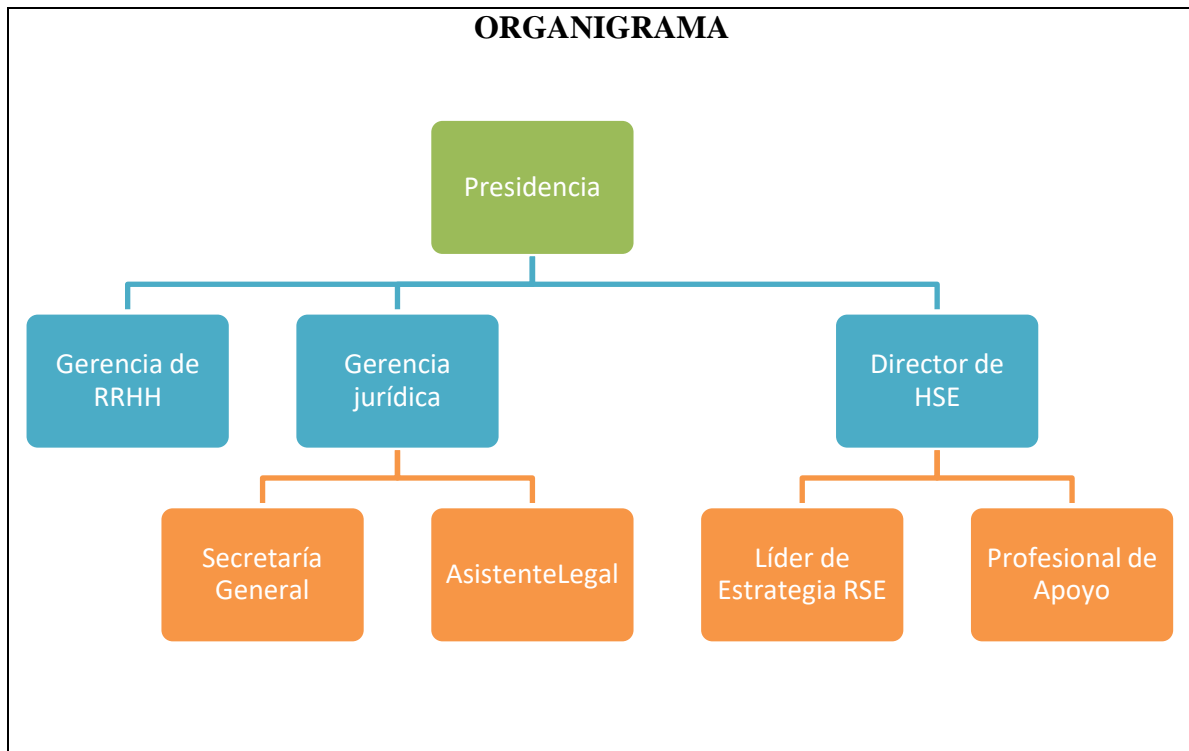 ORGANIGRAMA
Presidencia
Gerencia de
RRHH
Gerencia
jurídica
Director de
HSE
Secretaría
General
AsistenteLegal
Líder de
Estrategia RSE
Profesional de
Apoyo